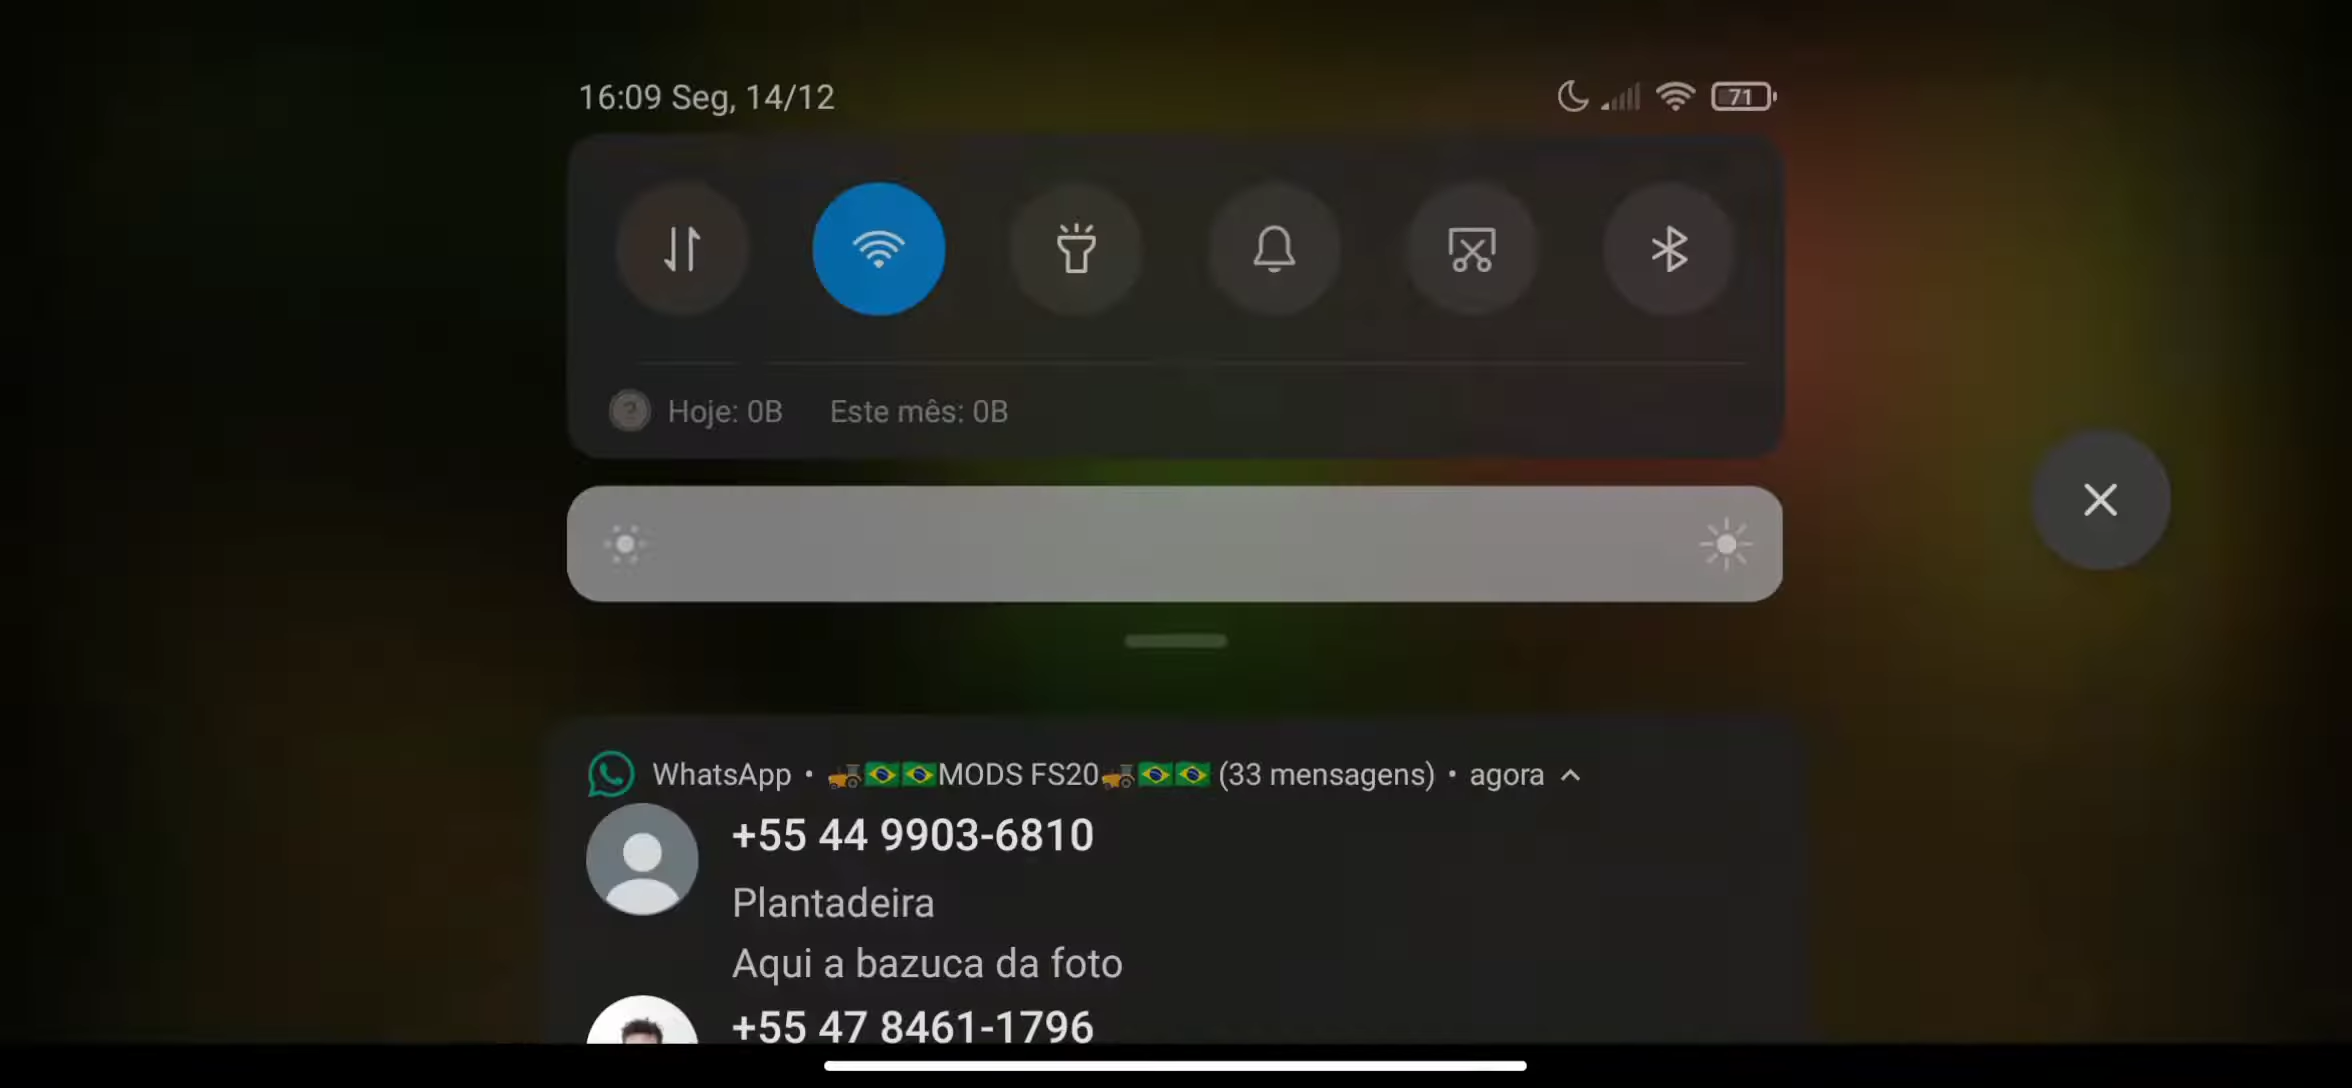 16:09 Seg, 14/12
71
Hoje: 0B Este mês: 0B
WhatsApp • 🚜🇧🇷🇧🇷MODS FS20🚜🇧🇷🇧🇷 (33 mensagens) • agora
+55 44 9903-6810
Plantadeira
Aqui a bazuca da foto
+55 47 8461-1796